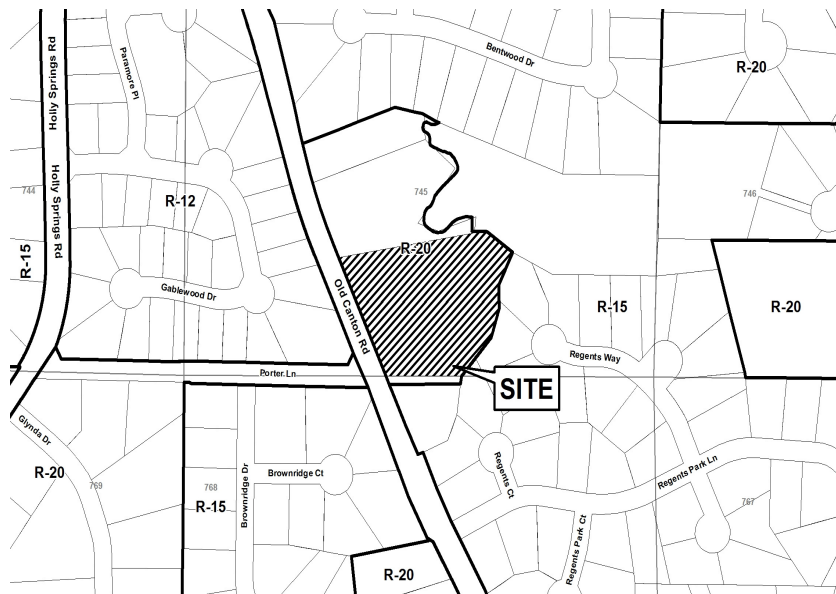 Holly Springs Rd
Paramore Pl
Bentwood Dr
R-20
Holly Springs Rd
744
745
746
R-12
R-15
R-20
Gablewood Dr
Old Canton Rd
R-15
R-20
Regents Way
Porter Ln
SITE
Glynda Dr
R-20
769
768
R-15
Brownridge Dr
Brownridge Ct
Regents Ct
Regents Park Ln
767
Regents Park Ct
R-20